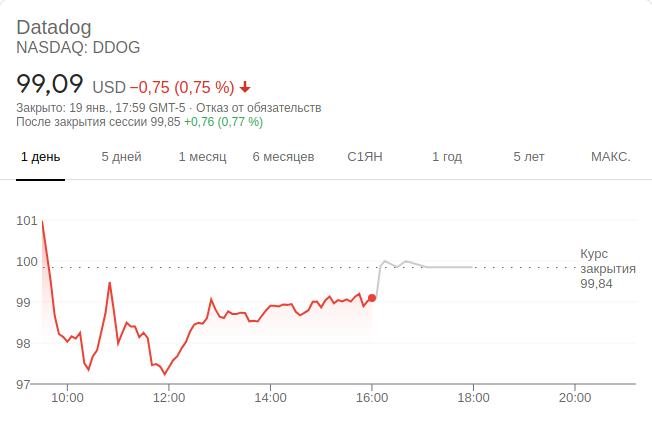 Datadog
NASDAQ: DDOG
99,09 USD −0,75 (0,75 %)
Закрыто: 19 янв., 17:59 GMT-5 · Отказ от обязательств
После закрытия сессии 99,85 +0,76 (0,77 %)
1 день 5 дней 1 месяц 6 месяцев С1ЯН 1 год 5 лет МАКС.
101
100
99
98
97
Курс
закрытия
99,84
10:00 12:00 14:00 16:00 18:00 20:00